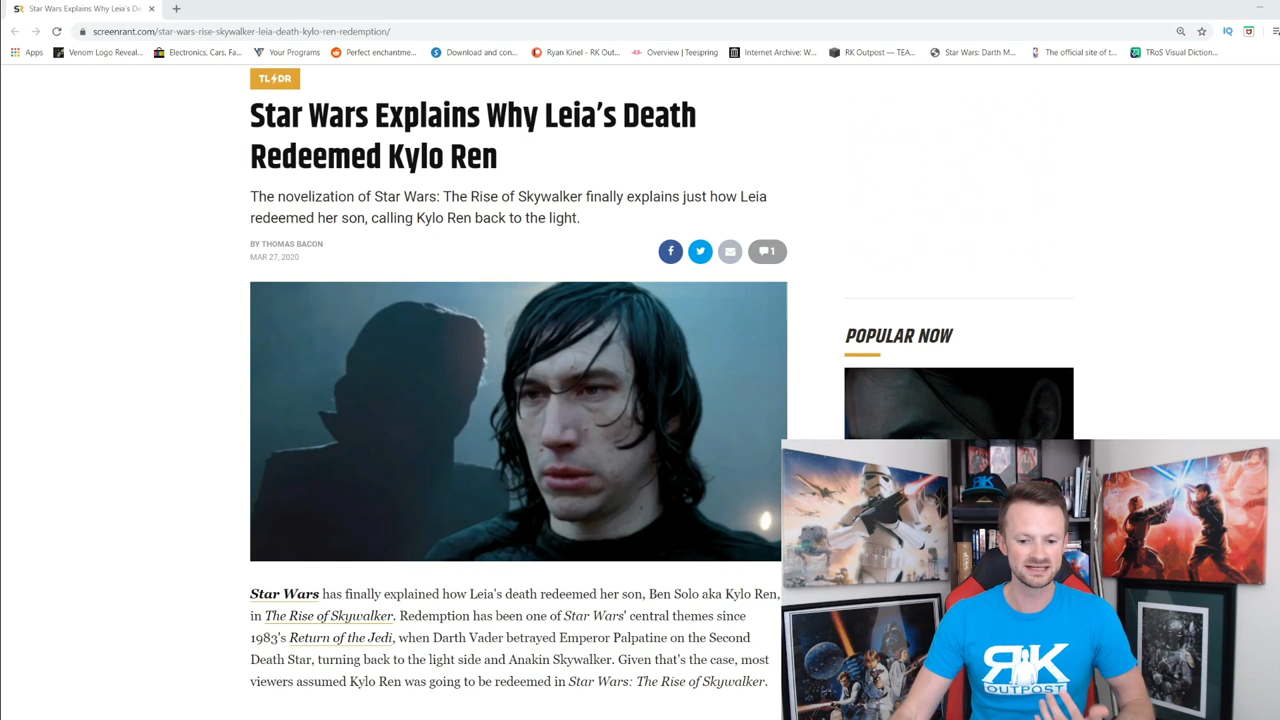 Star Wars Explains Why Leia's De
screenrant.com/star-wars-rise-skywalker-leia-death-kylo-ren-redemption/
Apps Venom Logo Reveal... Electronics, Cars, Fa... Your Programs Perfect enchantme... Download and con... Ryan Kinel - RK Out... Overview | Teespring Internet Archive: W... RK Outpost — TEA... Star Wars: Darth M... The official site of t... TRoS Visual Diction...
TL DR
Star Wars Explains Why Leia's Death
Redeemed Kylo Ren
The novelization of Star Wars: The Rise of Skywalker finally explains just how Leia
redeemed her son, calling Kylo Ren back to the light.
BY THOMAS BACON
MAR 27, 2020
1
POPULAR NOW
Star Wars has finally explained how Leia's death redeemed her son, Ben Solo aka Kylo Ren,
in The Rise of Skywalker. Redemption has been one of Star Wars' central themes since
1983's Return of the Jedi, when Darth Vader betrayed Emperor Palpatine on the Second
Death Star, turning back to the light side and Anakin Skywalker. Given that's the case, most
viewers assumed Kylo Ren was going to be redeemed in Star Wars: The Rise of Skywalker.
RK
OUTPOST